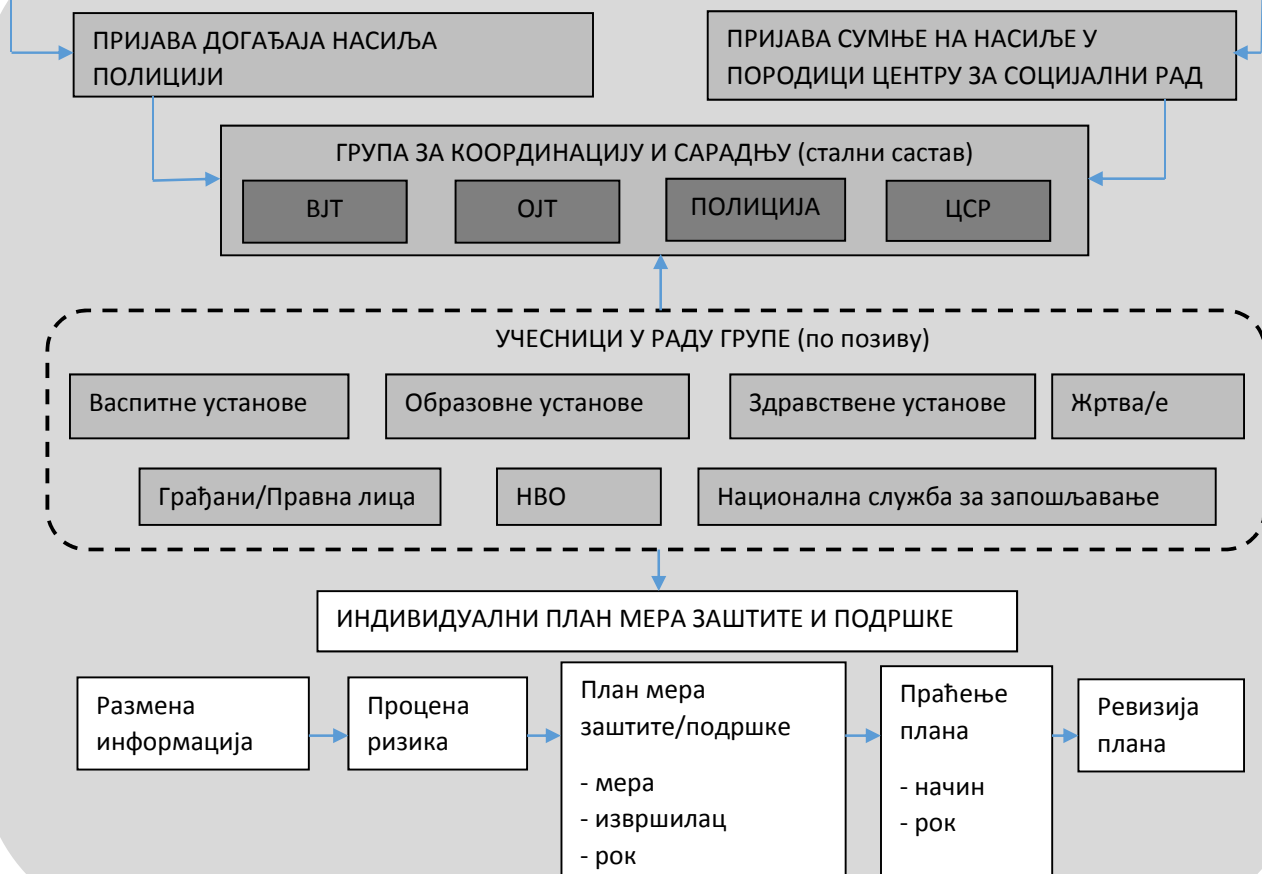 ПРИЈАВА ДОГАЂАЈА НАСИЉА
ПОЛИЦИЈИ
ПРИЈАВА СУМЊЕ НА НАСИЉЕ У
ПОРОДИЦИ ЦЕНТРУ ЗА СОЦИЈАЛНИ РАД
ГРУПА ЗА КООРДИНАЦИЈУ И САРАДЊУ (стални састав)
ВЈТ
ОЈТ
ПОЛИЦИЈА
ЦСР
УЧЕСНИЦИ У РАДУ ГРУПЕ (по позиву)
Васпитне установе
Образовне установе
Здравствене установе
Жртва/е
Грађани/Правна лица
НВО
Национална служба за запошљавање
ИНДИВИДУАЛНИ ПЛАН МЕРА ЗАШТИТЕ И ПОДРШКЕ
Размена
информација
Процена
ризика
План мера
заштите/подршке
- мера
- извршилац
- рок
Праћење
плана
- начин
- рок
Ревизија
плана